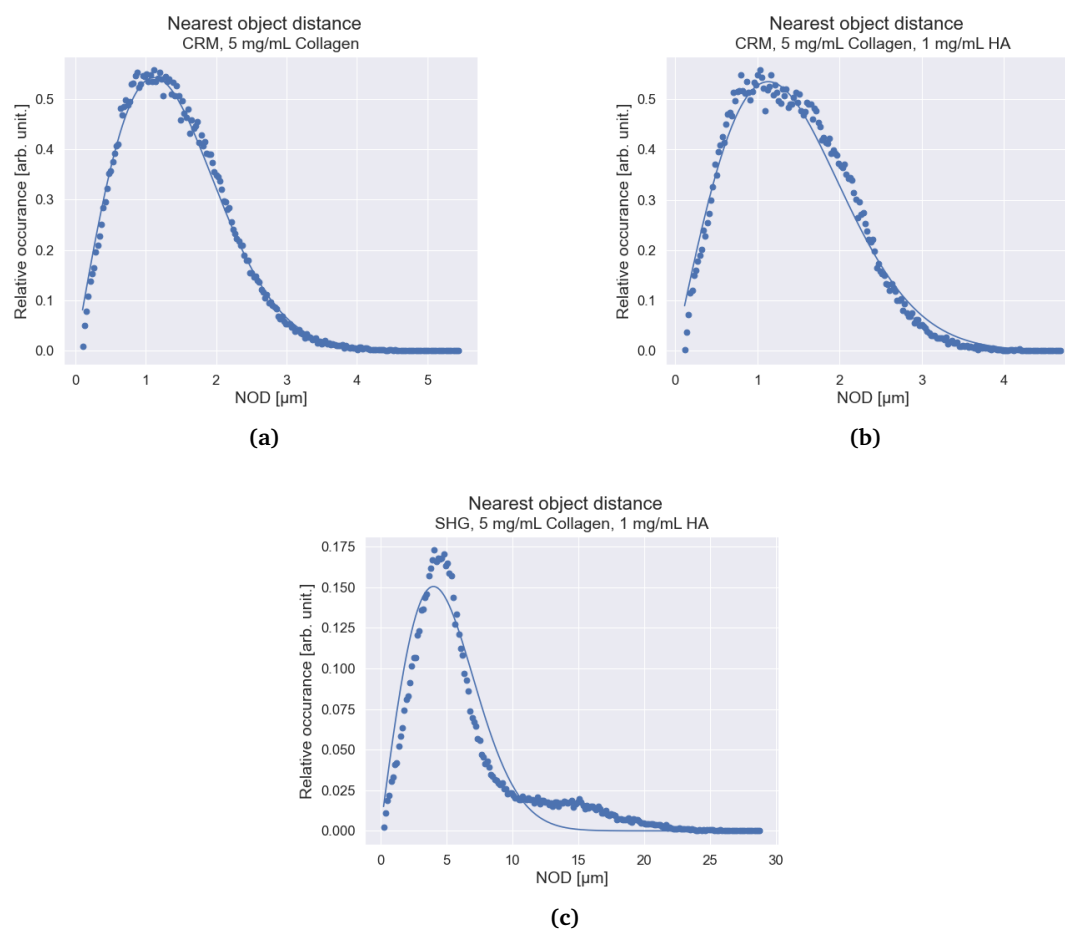 Nearest object distance
CRM, 5 mg/mL Collagen
Relative occurance [arb. unit.]
0.5
0.4
0.3
0.2
0.1
0.0
0 1 2 3 4 5
NOD [µm]
(a)
Nearest object distance
CRM, 5 mg/mL Collagen, 1 mg/mL HA
Relative occurance [arb. unit.]
0.5
0.4
0.3
0.2
0.1
0.0
0 1 2 3 4
NOD [µm]
(b)
Nearest object distance
SHG, 5 mg/mL Collagen, 1 mg/mL HA
Relative occurance [arb. unit.]
0.175
0.150
0.125
0.100
0.075
0.050
0.025
0.000
0 5 10 15 20 25 30
NOD [µm]
(c)